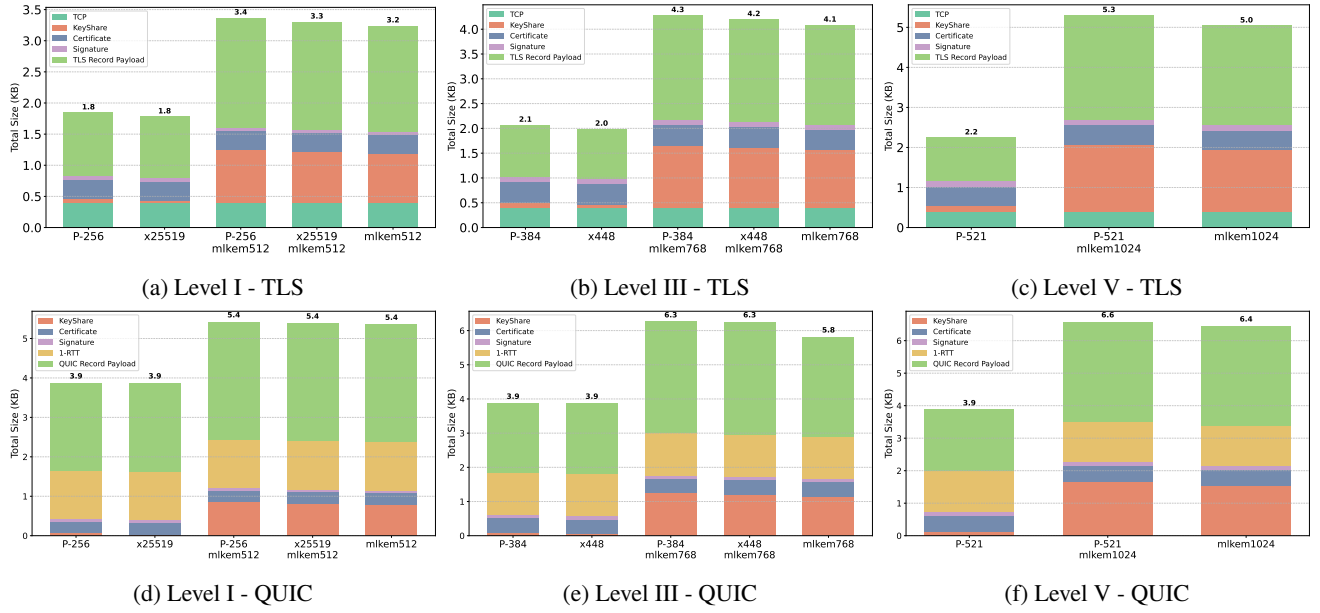 Total Size (KB)
3.5
3.0
2.5
2.0
1.5
1.0
0.5
0.0
TCP
KeyShare
Certificate
Signature
TLS Record Payload
1.8
1.8
3.4
3.3
3.2
P-256
x25519
P-256
mlkem512
x25519
mlkem512
mlkem512
(a) Level I - TLS
Total Size (KB)
4.0
3.5
3.0
2.5
2.0
1.5
1.0
0.5
0.0
TCP
KeyShare
Certificate
Signature
TLS Record Payload
2.1
2.0
4.3
4.2
4.1
P-384
x448
P-384
mlkem768
x448
mlkem768
mlkem768
(b) Level III - TLS
Total Size (KB)
5
4
3
2
1
0
TCP
KeyShare
Certificate
Signature
TLS Record Payload
2.2
5.3
5.0
P-521
P-521
mlkem1024
mlkem1024
(c) Level V - TLS
Total Size (KB)
5
4
3
2
1
0
KeyShare
Certificate
Signature
1-RTT
QUIC Record Payload
3.9
3.9
5.4
5.4
5.4
P-256
x25519
P-256
mlkem512
x25519
mlkem512
mlkem512
(d) Level I - QUIC
Total Size (KB)
6
5
4
3
2
1
0
KeyShare
Certificate
Signature
1-RTT
QUIC Record Payload
3.9
3.9
6.3
6.3
5.8
P-384
x448
P-384
mlkem768
x448
mlkem768
mlkem768
(e) Level III - QUIC
Total Size (KB)
6
5
4
3
2
1
0
KeyShare
Certificate
Signature
1-RTT
QUIC Record Payload
3.9
6.6
6.4
P-521
P-521
mlkem1024
mlkem1024
(f) Level V - QUIC